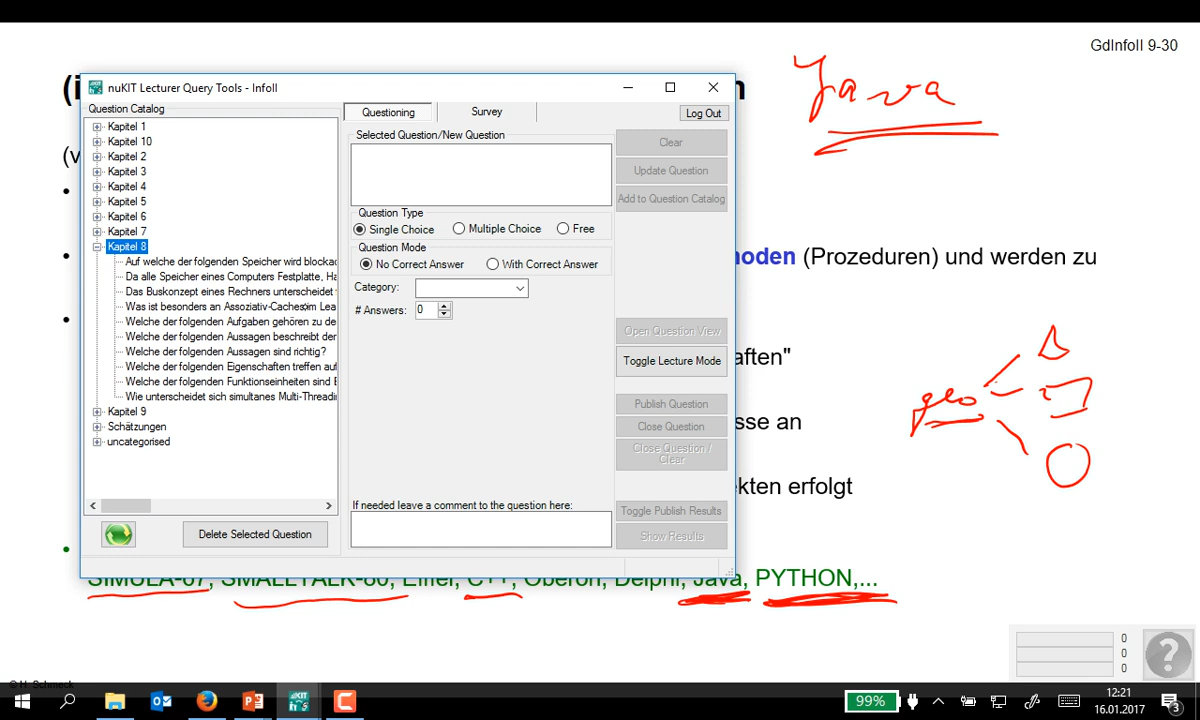 GdInfoII 9-30
Java
nuKIT Lecturer Query Tools - InfoII
Question Catalog
Kapitel 1
Kapitel 10
Kapitel 2
Kapitel 3
Kapitel 4
Kapitel 5
Kapitel 6
Kapitel 7
Kapitel 8
Auf welche der folgenden Speicher wird blockad
Da alle Speicher eines Computers Festplatte, Ha
Das Buskonzept eines Rechners unterscheidet
Was ist besonders an Assoziativ-Caches im Lea
Welche der folgenden Aufgaben gehören zu de
Welche der folgenden Aussagen beschreibt der
Welche der folgenden Aussagen sind richtig?
Welche der folgenden Eigenschaften treffen auf
Welche der folgenden Funktionseinheiten sind E
Wie unterscheidet sich simultanes Multi-Threadin
Kapitel 9
Schätzungen
uncategorised
Delete Selected Question
Questioning
Survey
Log Out
Selected Question/New Question
Clear
Update Question
Add to Question Catalog
Question Type
Single Choice
Multiple Choice
Free
Question Mode
No Correct Answer
With Correct Answer
Category:
# Answers: 0
Open Question View
Toggle Lecture Mode
Publish Question
Close Question
Close Question /
Clear
If needed leave a comment to the question here:
Toggle Publish Results
Show Results
(i
n
(v
hoden (Prozeduren) und werden zu
aften"
geo
sse an
ekten erfolgt
SIMULA-67, SMALLTALK-80, Eiffel, C++, Oberon, Delphi, Java, PYTHON,...
0
0
0
?
© H. Schmeck
99%
12:21
16.01.2017
3